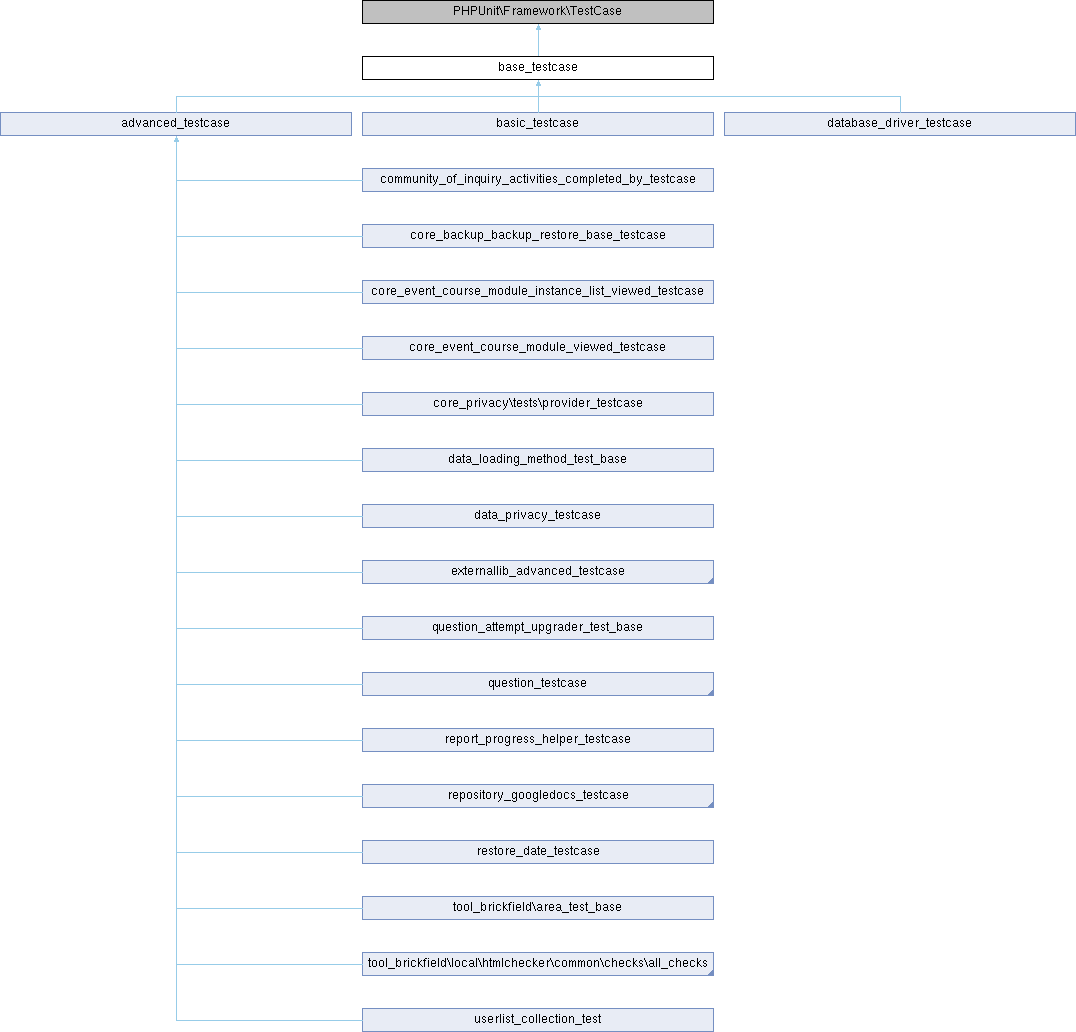 PHPUnit\Framework\TestCase
base_testcase
advanced_testcase
basic_testcase
database_driver_testcase
community_of_inquiry_activities_completed_by_testcase
core_backup_backup_restore_base_testcase
core_event_course_module_instance_list_viewed_testcase
core_event_course_module_viewed_testcase
core_privacy\tests\provider_testcase
data_loading_method_test_base
data_privacy_testcase
externallib_advanced_testcase
question_attempt_upgrader_test_base
question_testcase
report_progress_helper_testcase
repository_googledocs_testcase
restore_date_testcase
tool_brickfield\area_test_base
tool_brickfield\local\htmlchecker\common\checks\all_checks
userlist_collection_test